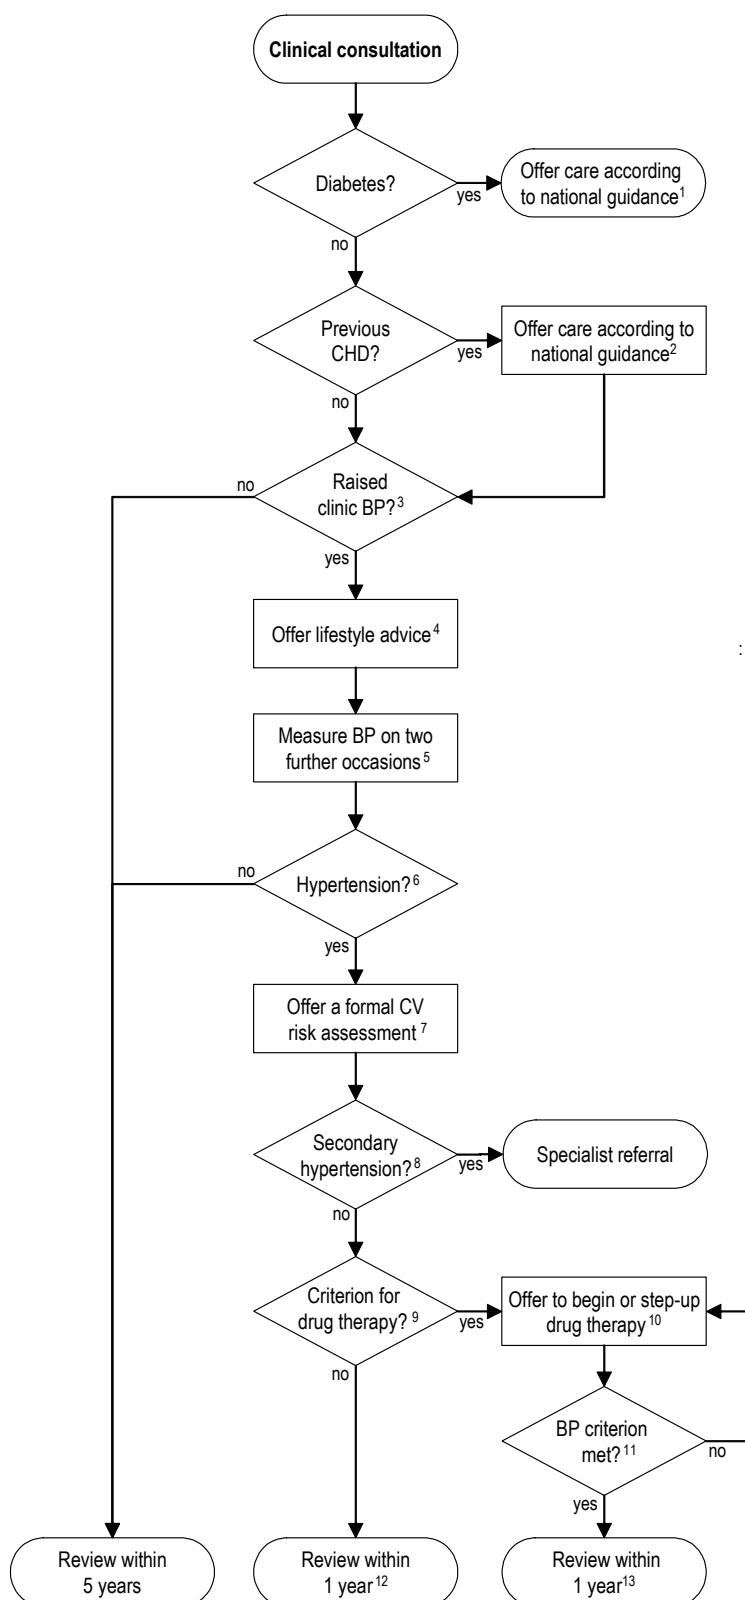 Clinical consultation
Diabetes?
yes
Offer care according
to national guidance1
no
Previous
CHD?
yes
Offer care according to
national guidance2
no
no
Raised
clinic BP?3
yes
Offer lifestyle advice4
:
Measure BP on two
further occasions5
no
Hypertension?6
yes
Offer a formal CV
risk assessment7
Secondary
hypertension?8
yes
Specialist referral
no
Criterion for
drug therapy?9
yes
Offer to begin or step-up
drug therapy10
no
BP criterion
met?11
no
yes
Review within
5 years
Review within
1 year12
Review within
1 year13